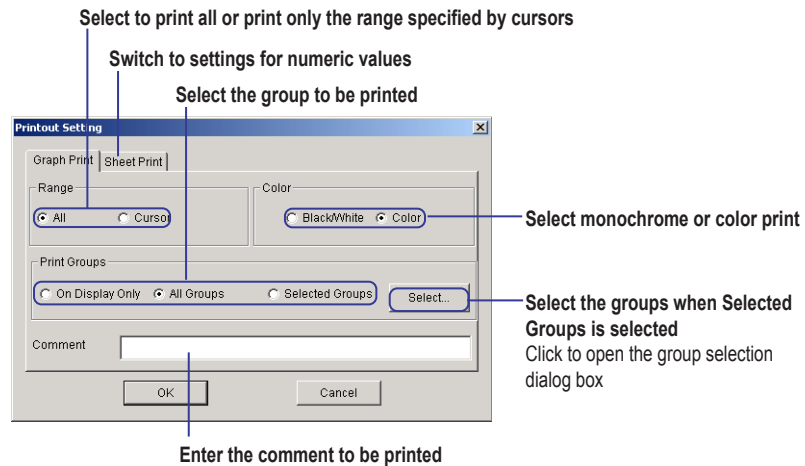 Select to print all or print only the range specified by cursors
Switch to settings for numeric values
Select the group to be printed
Printout Setting
Graph Print Sheet Print
Range Color
All Cursor Black/White Color
Select monochrome or color print
Print Groups
On Display Only All Groups Selected Groups Select...
Select the groups when Selected
Groups is selected
Click to open the group selection
dialog box
Comment
OK Cancel
Enter the comment to be printed